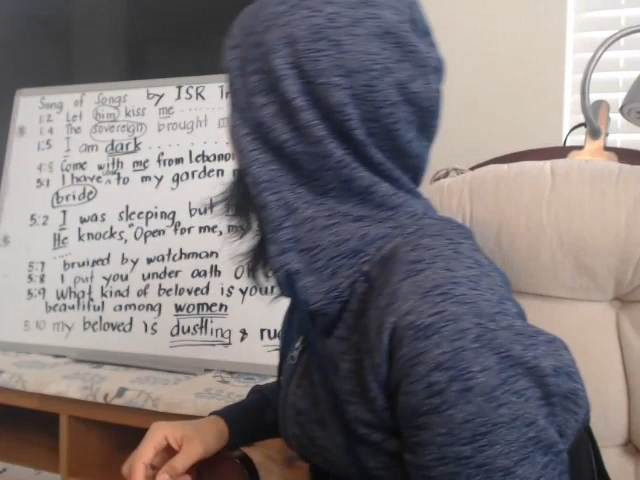 Song of Songs by ISR
1:2 Let him kiss me ......
1:4 The sovereign brought
1:5 I am dark ......
4:8 Come with me from Lebanon
5:1 I have to my garden
bride
5:2 I was sleeping but
He knocks, "Open for me, my
....
5:7 bruised by watchman
5:8 I put you under oath
5:9 What kind of beloved is your
beautiful among women
5:10 my beloved is dustling &